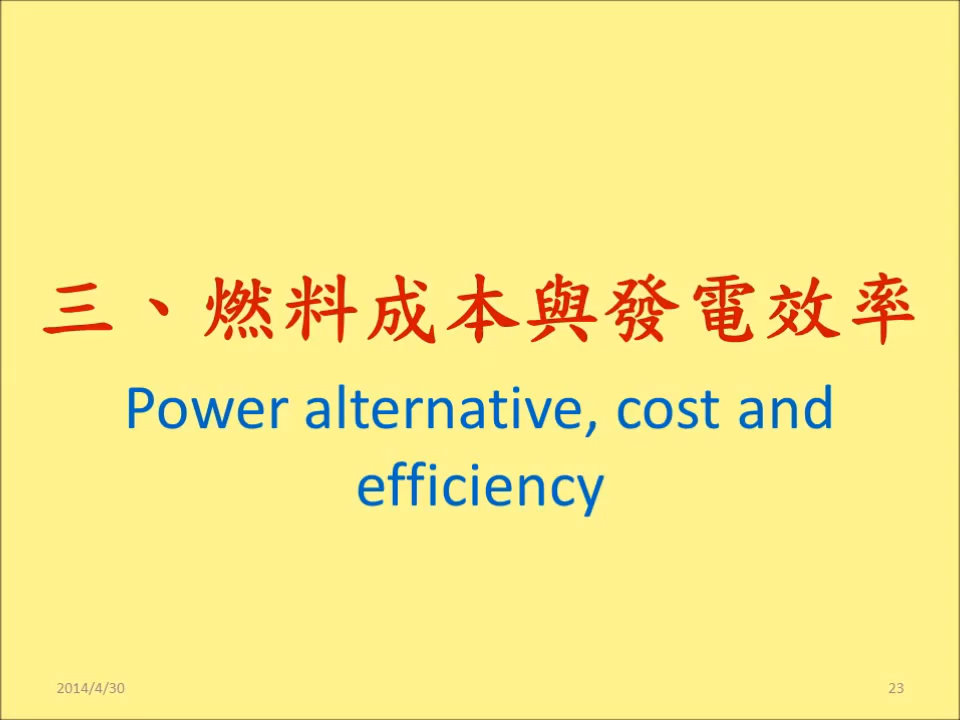 三、燃料成本與發電效率
Power alternative, cost and
efficiency
2014/4/30
23